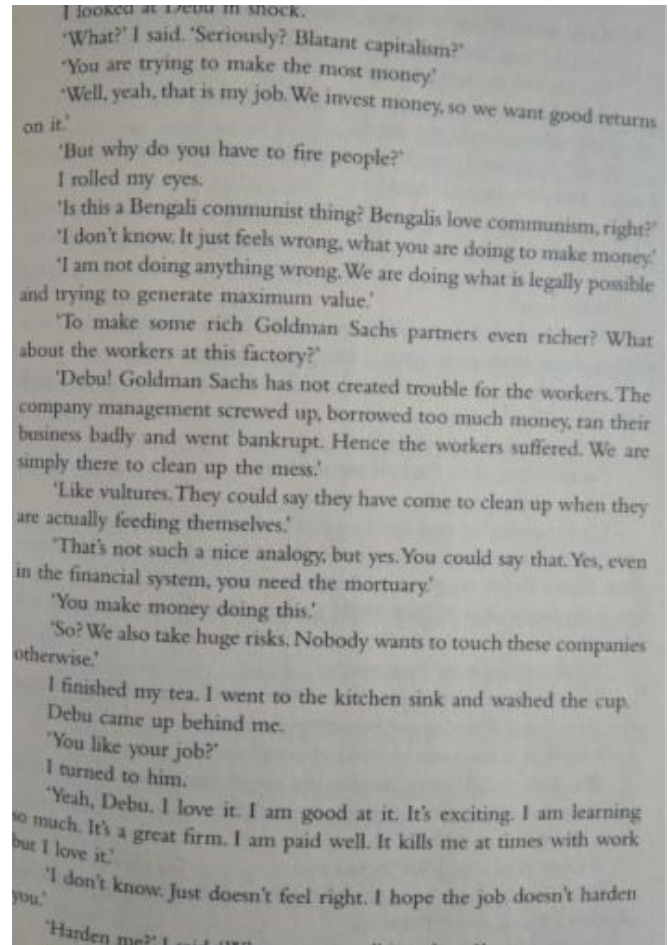 I looked at Debu in shock.
‘What?’ I said. ‘Seriously? Blatant capitalism?’
‘You are trying to make the most money.’
‘Well, yeah, that is my job. We invest money, so we want good returns
on it.’
‘But why do you have to fire people?’
I rolled my eyes.
‘Is this a Bengali communist thing? Bengalis love communism, right?’
‘I don’t know. It just feels wrong, what you are doing to make money.’
‘I am not doing anything wrong. We are doing what is legally possible
and trying to generate maximum value.’
‘To make some rich Goldman Sachs partners even richer? What
about the workers at this factory?’
‘Debu! Goldman Sachs has not created trouble for the workers. The
company management screwed up, borrowed too much money, ran their
business badly and went bankrupt. Hence the workers suffered. We are
simply there to clean up the mess.’
‘Like vultures. They could say they have come to clean up when they
are actually feeding themselves.’
‘That’s not such a nice analogy, but yes. You could say that. Yes, even
in the financial system, you need the mortuary.’
‘You make money doing this.’
‘So? We also take huge risks. Nobody wants to touch these companies
otherwise.’
I finished my tea. I went to the kitchen sink and washed the cup.
Debu came up behind me.
‘You like your job?’
I turned to him.
‘Yeah, Debu. I love it. I am good at it. It’s exciting. I am learning
so much. It’s a great firm. I am paid well. It kills me at times with work
but I love it.’
‘I don’t know. Just doesn’t feel right. I hope the job doesn’t harden
you.’
‘Harden me?’ I